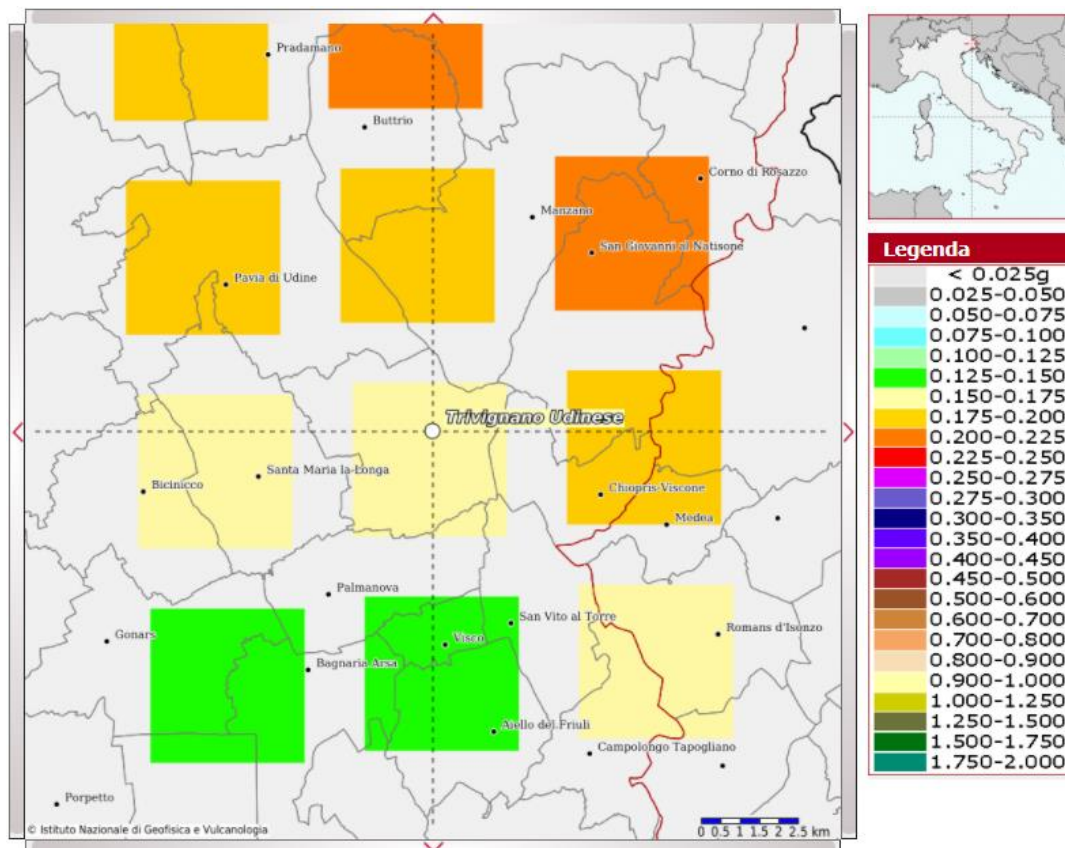 Pradamano
Buttrio
Corno di Rosazzo
Manzano
San Giovanni al Natisone
Pavia di Udine
Trivignano Udinese
Santa Maria la Longa
Bicinicco
Chiopris-Viscone
Medea
Palmanova
San Vito al Torre
Gonars
Visco
Romans d'Isonzo
Bagnaria Arsa
Aiello del Friuli
Campolongo Tapogliano
Porpetto
© Istituto Nazionale di Geofisica e Vulcanologia
0 0.5 1 1.5 2 2.5 km
Legenda
< 0.025g
0.025-0.050
0.050-0.075
0.075-0.100
0.100-0.125
0.125-0.150
0.150-0.175
0.175-0.200
0.200-0.225
0.225-0.250
0.250-0.275
0.275-0.300
0.300-0.350
0.350-0.400
0.400-0.450
0.450-0.500
0.500-0.600
0.600-0.700
0.700-0.800
0.800-0.900
0.900-1.000
1.000-1.250
1.250-1.500
1.500-1.750
1.750-2.000